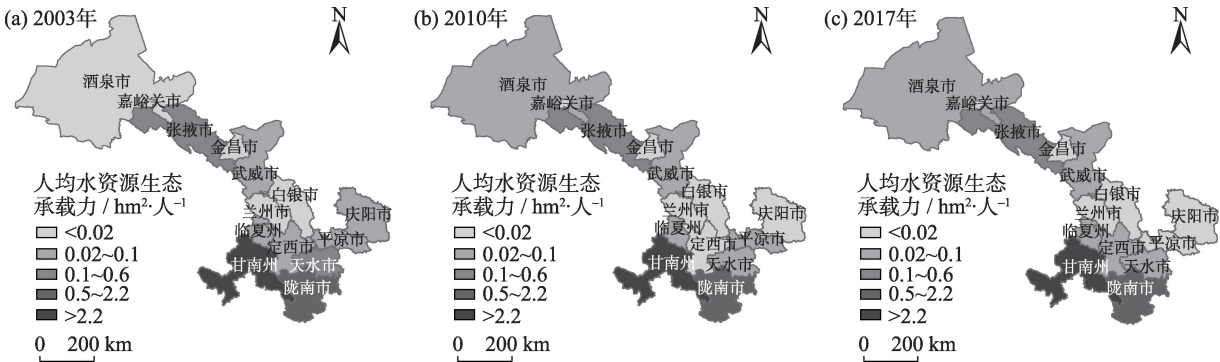 (a) 2003年
N
酒泉市
嘉峪关市
张掖市
金昌市
武威市
白银市
兰州市
临夏州
定西市
平凉市
庆阳市
甘南州
天水市
陇南市
人均水资源生态
承载力 / hm²·人⁻¹
<0.02
0.02~0.1
0.1~0.6
0.5~2.2
>2.2
0 200 km
(b) 2010年
N
酒泉市
嘉峪关市
张掖市
金昌市
武威市
白银市
兰州市
临夏州
定西市
平凉市
庆阳市
甘南州
天水市
陇南市
人均水资源生态
承载力 / hm²·人⁻¹
<0.02
0.02~0.1
0.1~0.6
0.5~2.2
>2.2
0 200 km
(c) 2017年
N
酒泉市
嘉峪关市
张掖市
金昌市
武威市
白银市
兰州市
临夏州
定西市
平凉市
庆阳市
甘南州
天水市
陇南市
人均水资源生态
承载力 / hm²·人⁻¹
<0.02
0.02~0.1
0.1~0.6
0.5~2.2
>2.2
0 200 km